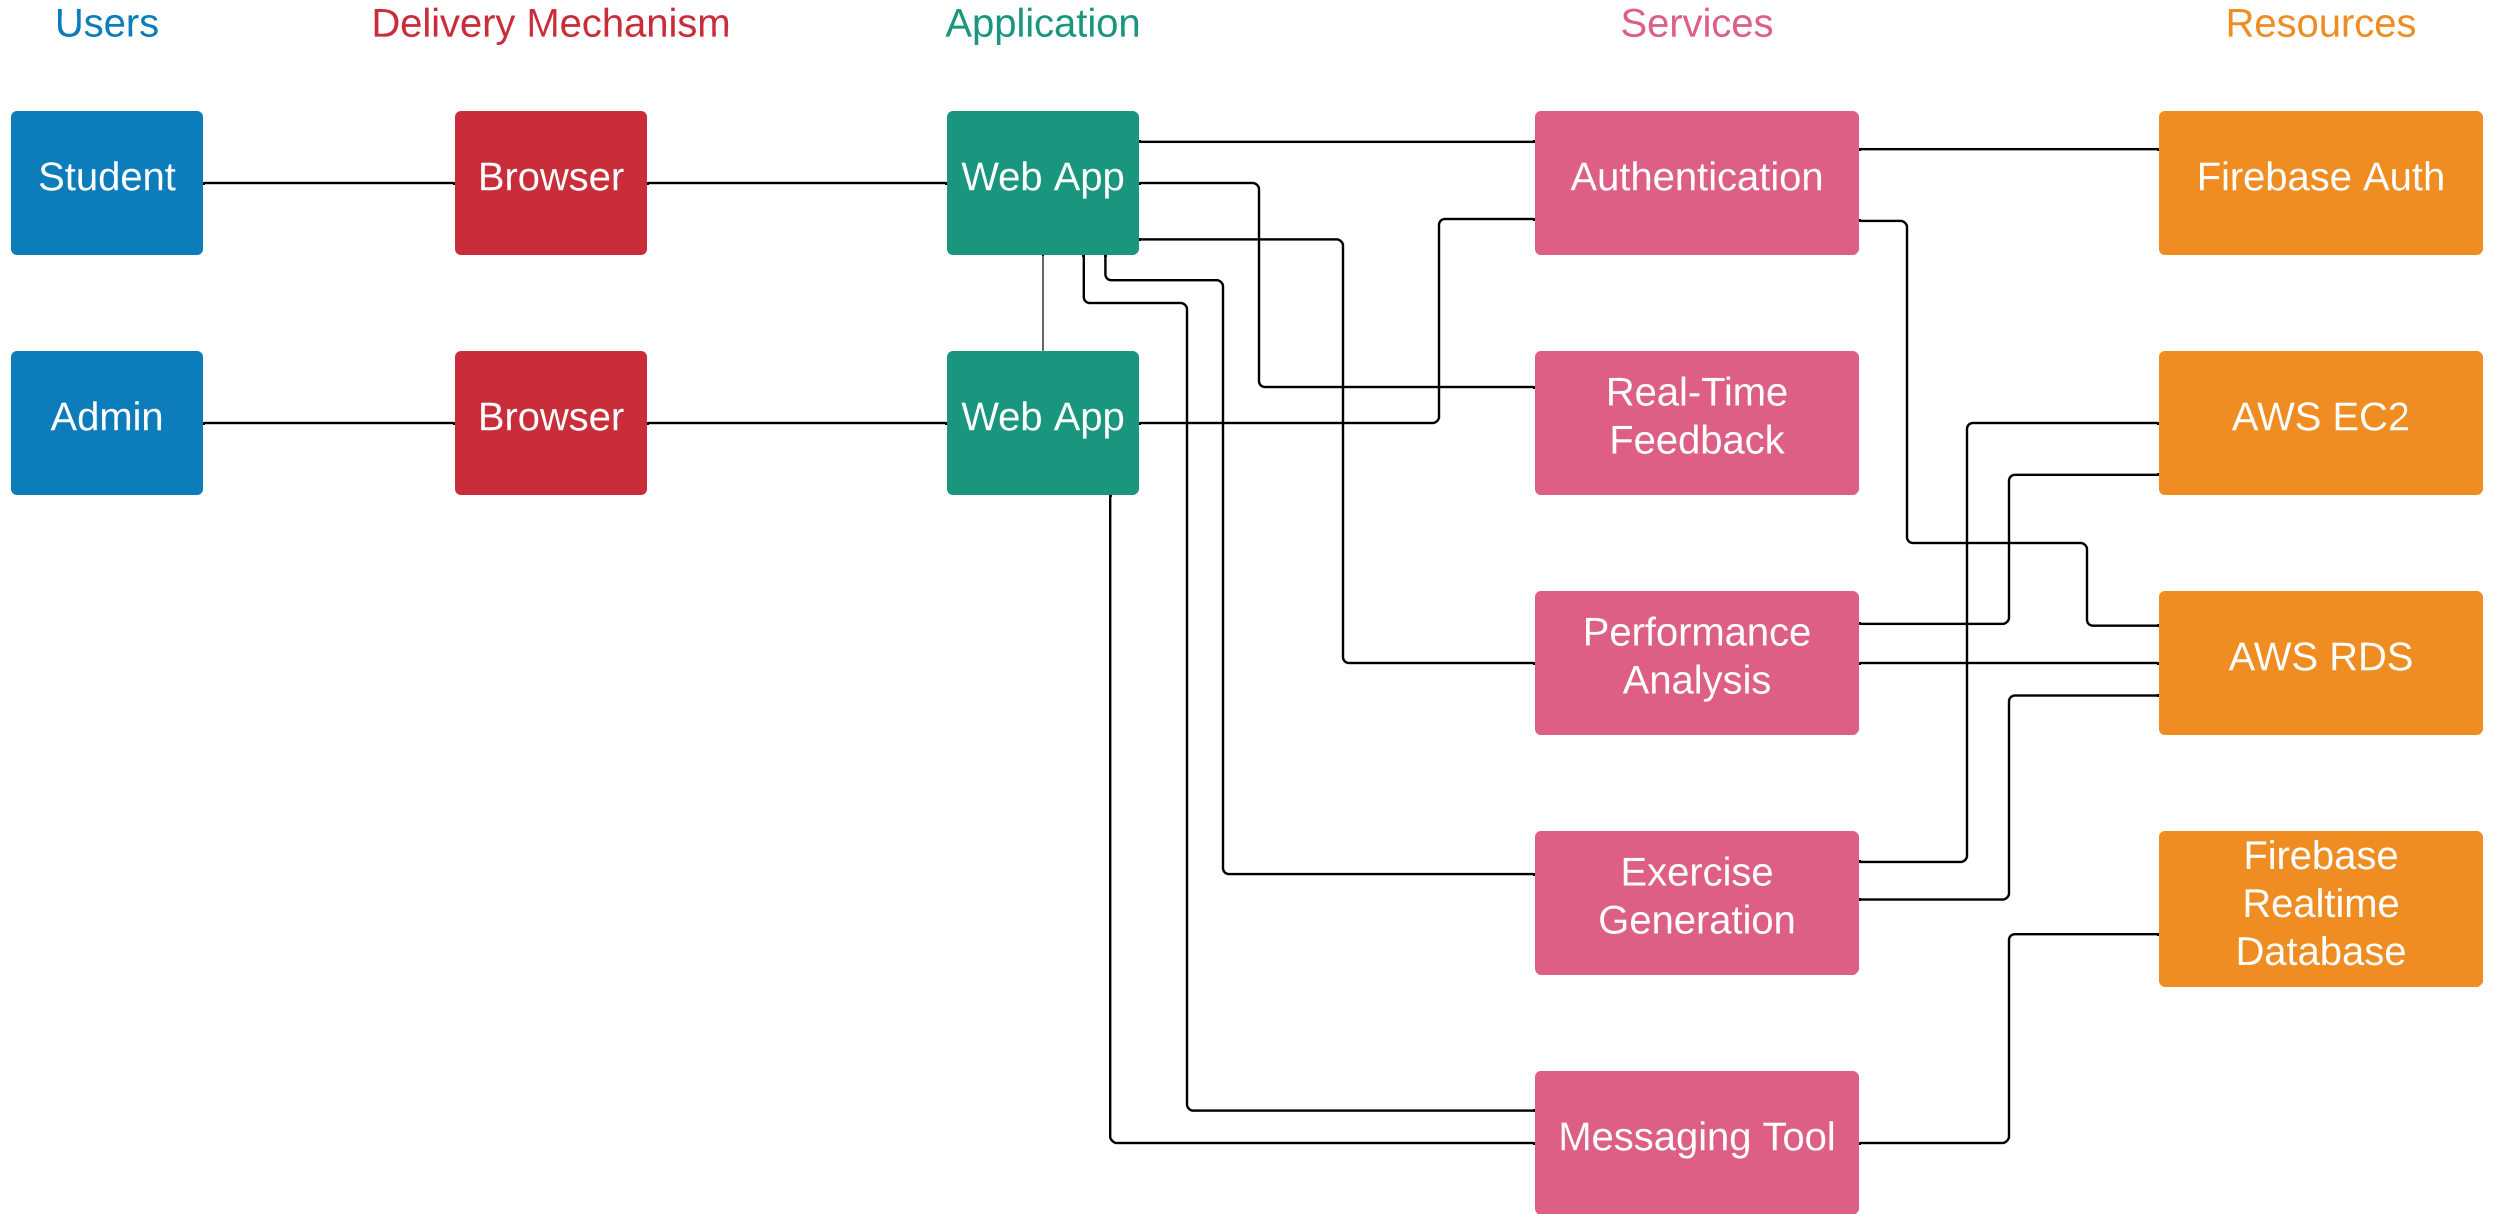 Users
Delivery Mechanism
Application
Services
Resources
Student
Browser
Web App
Authentication
Firebase Auth
Admin
Browser
Web App
Real-Time
Feedback
AWS EC2
Performance
Analysis
AWS RDS
Exercise
Generation
Firebase
Realtime
Database
Messaging Tool